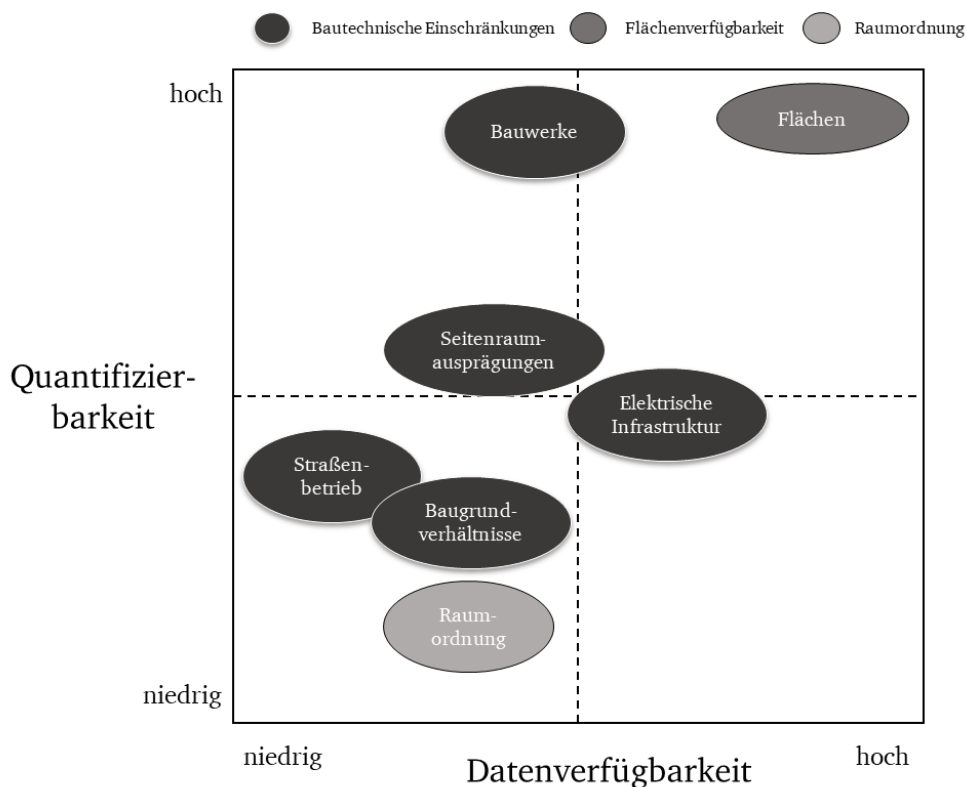 Bautechnische Einschränkungen Flächenverfügbarkeit Raumordnung
hoch
Bauwerke
Flächen
Seitenraum-
ausprägungen
Quantifizier-
barkeit
Elektrische
Infrastruktur
Straßen-
betrieb
Baugrund-
verhältnisse
Raum-
ordnung
niedrig
niedrig
hoch
Datenverfügbarkeit